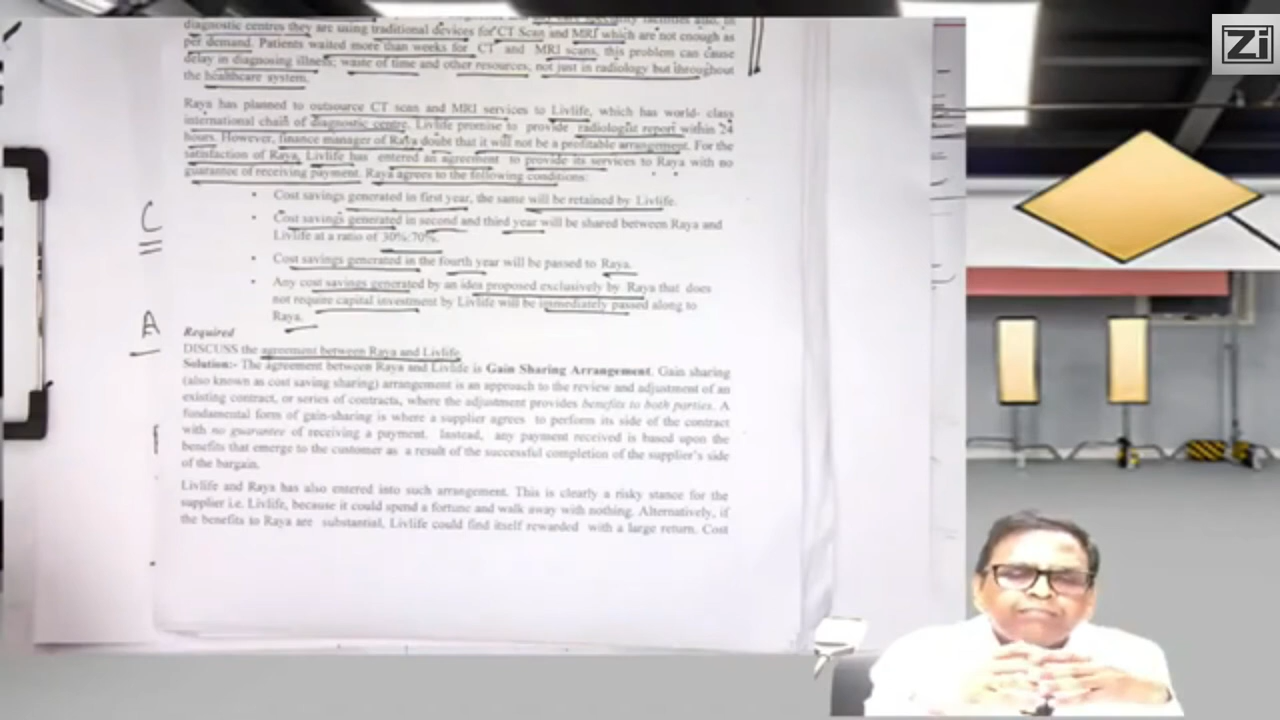 diagnostic centres they are using traditional devices for CT Scan and MRI which are not enough as
per demand. Patients waited more than weeks for CT and MRI scans, this problem can cause
delay in diagnosing illness; waste of time and other resources, not just in radiology but throughout
the healthcare system.
Raya has planned to outsource CT scan and MRI services to Livlife, which has world- class
international chain of diagnostic centre. Livlife promise to provide radiologist report within 24
hours. However, finance manager of Raya doubt that it will not be a profitable arrangement. For the
satisfaction of Raya, Livlife has entered an agreement to provide its services to Raya with no
guarantee of receiving payment. Raya agrees to the following conditions:
• Cost savings generated in first year, the same will be retained by Livlife.
• Cost savings generated in second and third year will be shared between Raya and
Livlife at a ratio of 30%:70%.
• Cost savings generated in the fourth year will be passed to Raya.
• Any cost savings generated by an idea proposed exclusively by Raya that does
not require capital investment by Livlife will be immediately passed along to
Raya.
Required
DISCUSS the agreement between Raya and Livlife
Solution:- The agreement between Raya and Livlife is Gain Sharing Arrangement. Gain sharing
(also known as cost saving sharing) arrangement is an approach to the review and adjustment of an
existing contract, or series of contracts, where the adjustment provides benefits to both parties. A
fundamental form of gain-sharing is where a supplier agrees to perform its side of the contract
with no guarantee of receiving a payment. Instead, any payment received is based upon the
benefits that emerge to the customer as a result of the successful completion of the supplier's side
of the bargain.
Livlife and Raya has also entered into such arrangement. This is clearly a risky stance for the
supplier i.e. Livlife, because it could spend a fortune and walk away with nothing. Alternatively, if
the benefits to Raya are substantial, Livlife could find itself rewarded with a large return. Cost
C
A
Zi